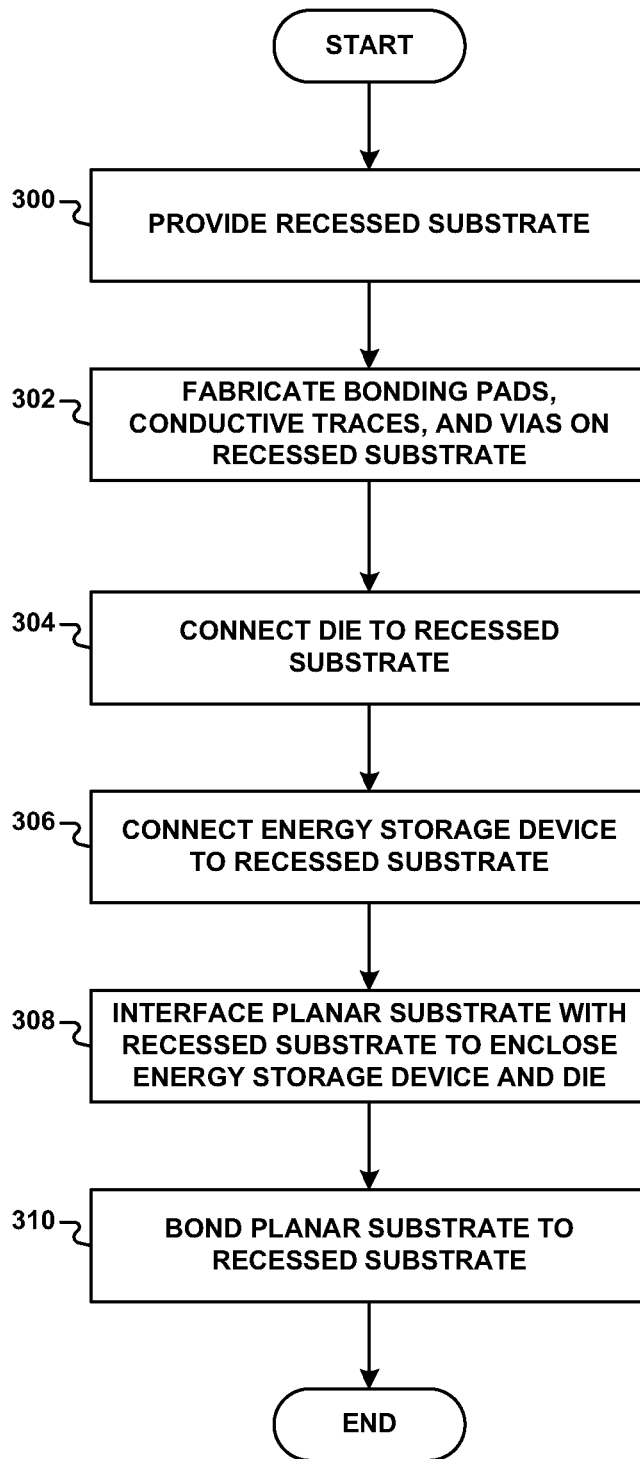 START
300
PROVIDE RECESSED SUBSTRATE
302
FABRICATE BONDING PADS,
CONDUCTIVE TRACES, AND VIAS ON
RECESSED SUBSTRATE
304
CONNECT DIE TO RECESSED
SUBSTRATE
306
CONNECT ENERGY STORAGE DEVICE
TO RECESSED SUBSTRATE
308
INTERFACE PLANAR SUBSTRATE WITH
RECESSED SUBSTRATE TO ENCLOSE
ENERGY STORAGE DEVICE AND DIE
310
BOND PLANAR SUBSTRATE TO
RECESSED SUBSTRATE
END